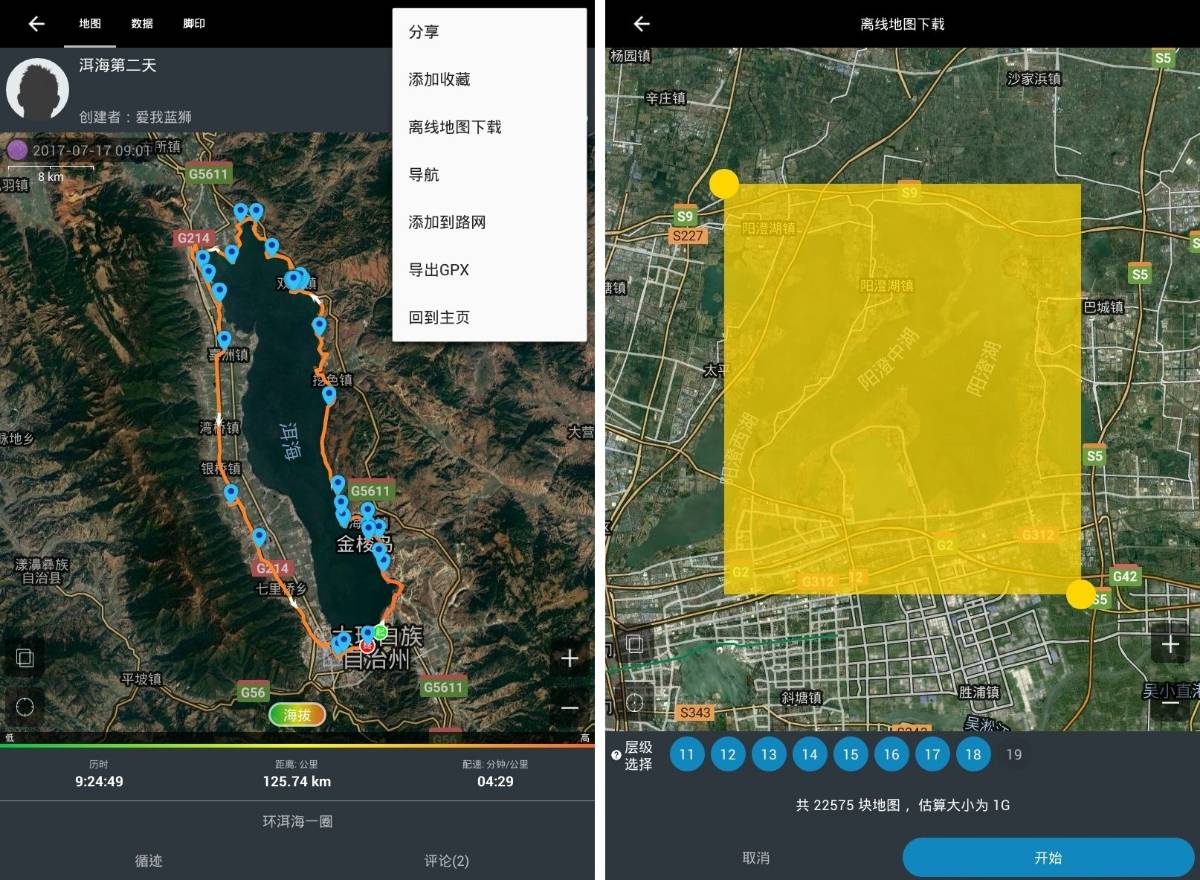 地图
数据
脚印
洱海第二天
创建者：爱我蓝狮
分享
添加收藏
离线地图下载
导航
添加到路网
导出GPX
回到主页
2017-07-17 09:01
所镇
8 km
羽镇
G5611
G214
喜洲镇
挖色镇
湾桥镇
洱海
大营
银桥镇
G5611
金梭岛
漾濞彝族
自治县
G214
七里桥乡
自治州
平坡镇
G56
G5611
海拔
G56
低
高
历时
距离: 公里
配速: 分钟/公里
9:24:49
125.74 km
04:29
环洱海一圈
循迹
评论(2)
离线地图下载
杨园镇
S5
沙家浜镇
辛庄镇
S9
S9
S227
阳澄湖镇
S5
阳澄湖镇
塘镇
巴城镇
太平
阳澄中湖
阳澄湖
阳澄西湖
S5
G312
G2
G2
G312
G42
S5
斜塘镇
胜浦镇
S343
吴淞江
层级
选择
11
12
13
14
15
16
17
18
19
共 22575 块地图 ，估算大小为 1G
取消
开始